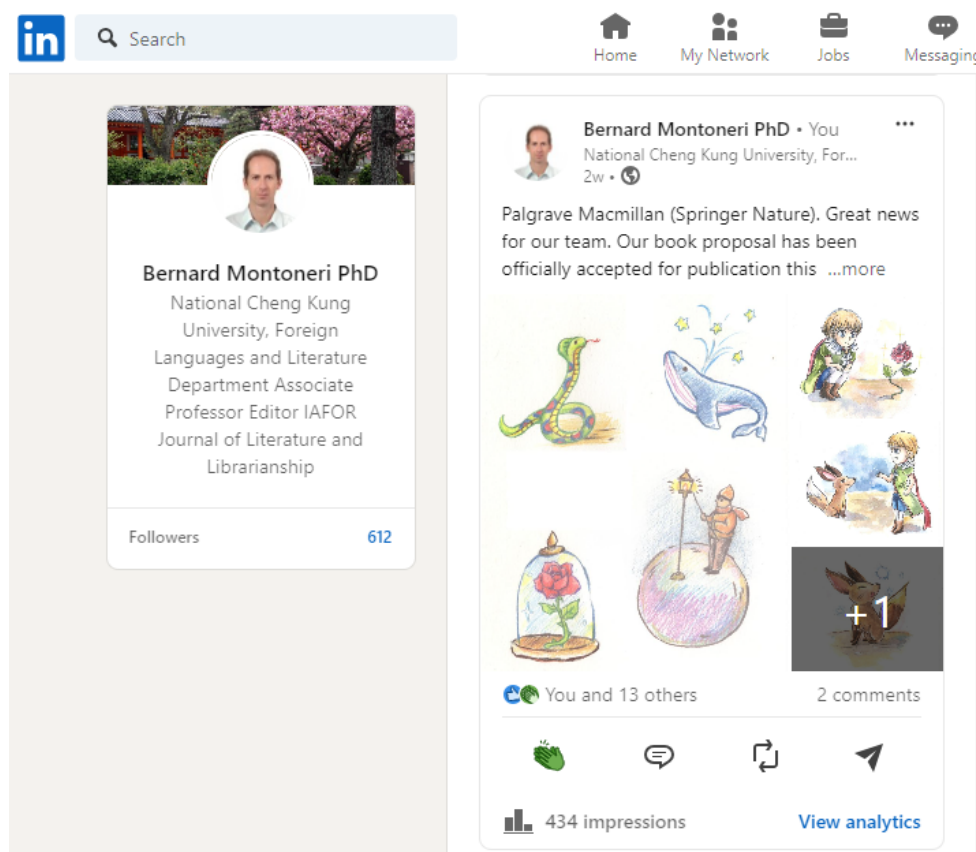 in
Search
Home
My Network
Jobs
Messaging
Bernard Montoneri PhD
National Cheng Kung
University, Foreign
Languages and Literature
Department Associate
Professor Editor IAFOR
Journal of Literature and
Librarianship
Followers 612
Bernard Montoneri PhD • You
National Cheng Kung University, For...
2w •
Palgrave Macmillan (Springer Nature). Great news
for our team. Our book proposal has been
officially accepted for publication this ...more
+1
You and 13 others 2 comments
434 impressions View analytics